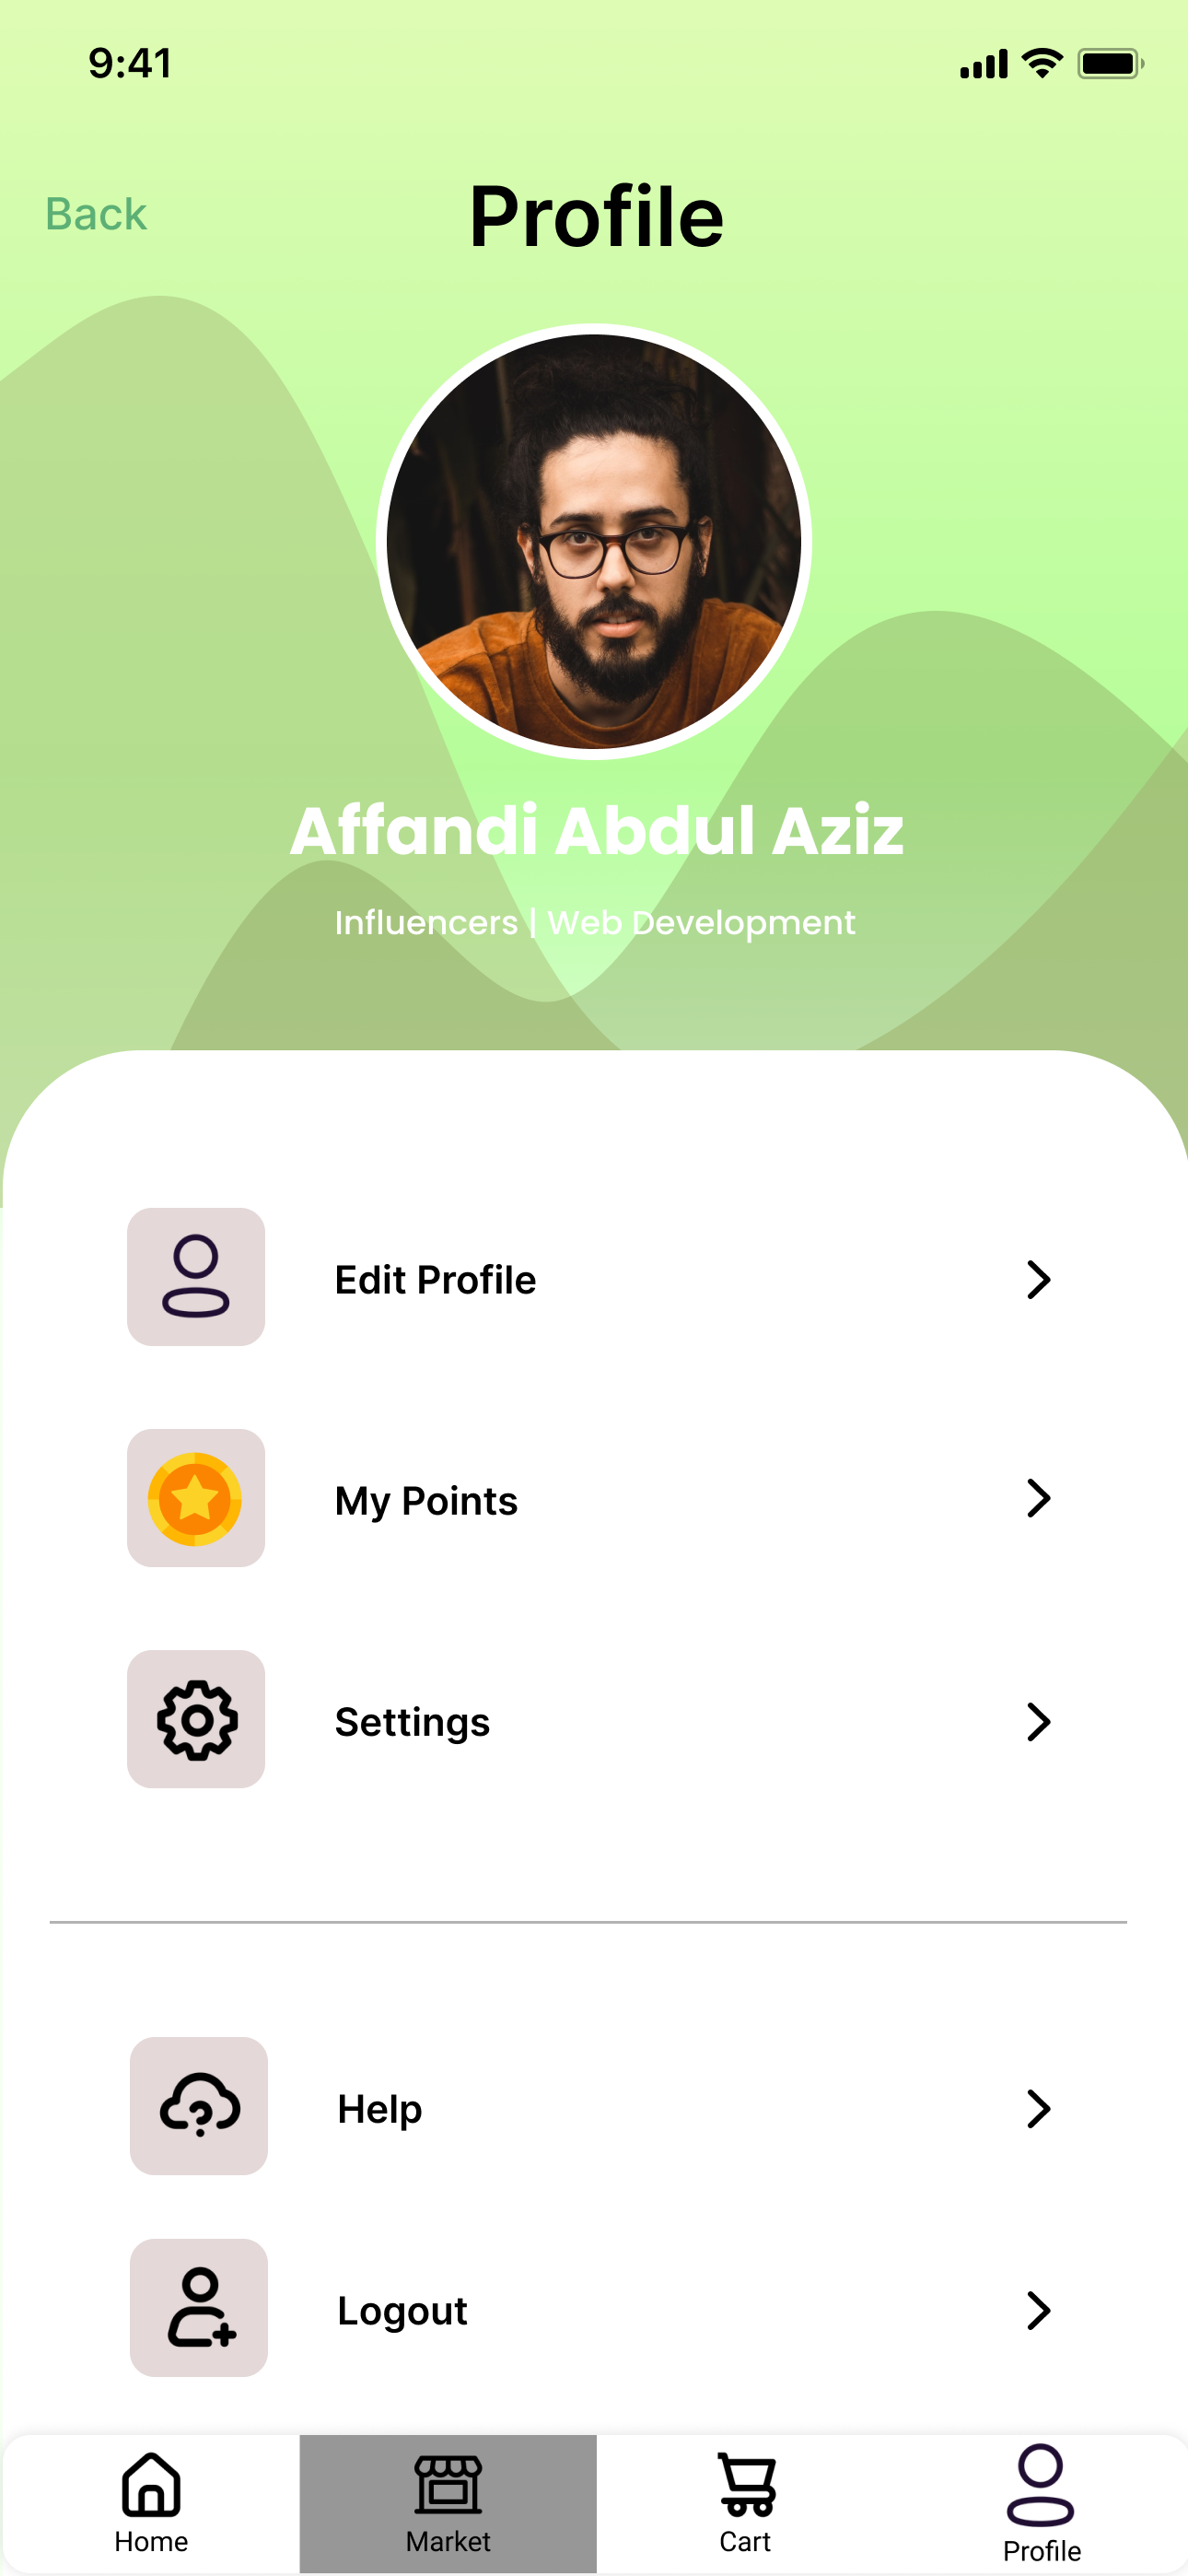 9:41
Back
Profile
Affandi Abdul Aziz
Influencers | Web Development
Edit Profile
My Points
Settings
Help
Logout
Home
Market
Cart
Profile